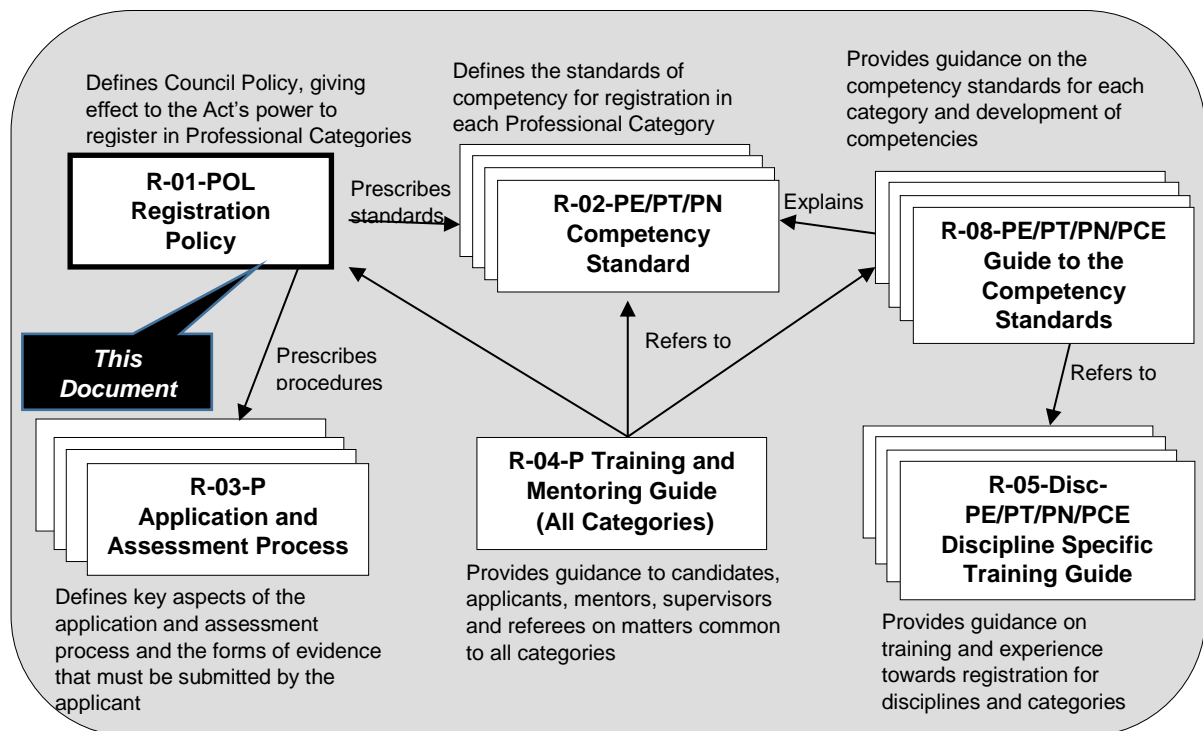 Defines Council Policy, giving
effect to the Act's power to
register in Professional Categories
R-01-POL
Registration
Policy
This
Document
Prescribes
standards
Defines the standards of
competency for registration in
each Professional Category
R-02-PE/PT/PN
Competency
Standard
Explains
Provides guidance on the
competency standards for each
category and development of
competencies
R-08-PE/PT/PN/PCE
Guide to the
Competency
Standards
Prescribes
procedures
Refers to
Refers to
R-03-P
Application and
Assessment Process
Defines key aspects of the
application and assessment
process and the forms of evidence
that must be submitted by the
applicant
R-04-P Training and
Mentoring Guide
(All Categories)
Provides guidance to candidates,
applicants, mentors, supervisors
and referees on matters common
to all categories
R-05-Disc-
PE/PT/PN/PCE
Discipline Specific
Training Guide
Provides guidance on
training and experience
towards registration for
disciplines and categories